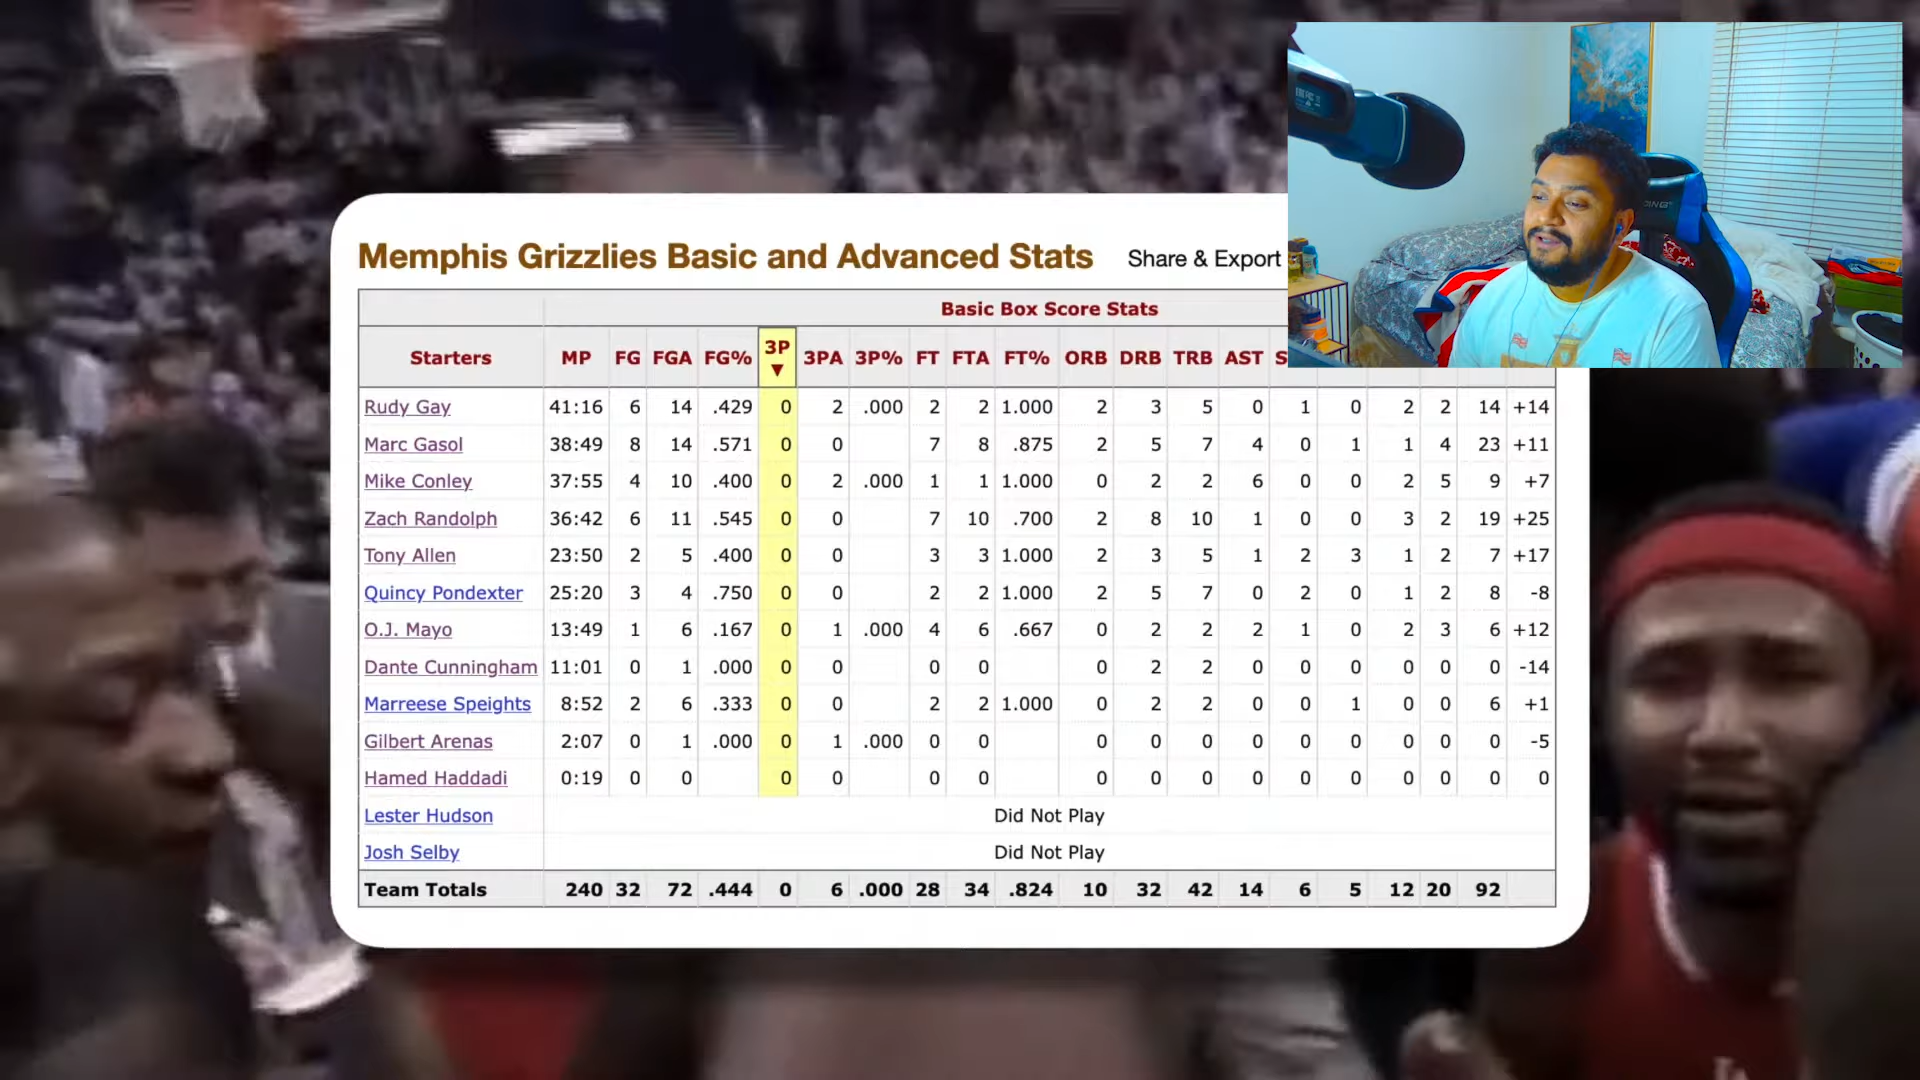 Memphis Grizzlies Basic and Advanced Stats Share & Export
Basic Box Score Stats
Starters MP FG FGA FG% 3P ▼ 3PA 3P% FT FTA FT% ORB DRB TRB AST S
Rudy Gay 41:16 6 14 .429 0 2 .000 2 2 1.000 2 3 5 0 1 0 2 2 14 +14
Marc Gasol 38:49 8 14 .571 0 0 7 8 .875 2 5 7 4 0 1 1 4 23 +11
Mike Conley 37:55 4 10 .400 0 2 .000 1 1 1.000 0 2 2 6 0 0 2 5 9 +7
Zach Randolph 36:42 6 11 .545 0 0 7 10 .700 2 8 10 1 0 0 3 2 19 +25
Tony Allen 23:50 2 5 .400 0 0 3 3 1.000 2 3 5 1 2 3 1 2 7 +17
Quincy Pondexter 25:20 3 4 .750 0 0 2 2 1.000 2 5 7 0 2 0 1 2 8 -8
O.J. Mayo 13:49 1 6 .167 0 1 .000 4 6 .667 0 2 2 2 1 0 2 3 6 +12
Dante Cunningham 11:01 0 1 .000 0 0 0 0 0 2 2 0 0 0 0 0 0 -14
Marreese Speights 8:52 2 6 .333 0 0 2 2 1.000 0 2 2 0 0 1 0 0 6 +1
Gilbert Arenas 2:07 0 1 .000 0 1 .000 0 0 0 0 0 0 0 0 0 0 0 -5
Hamed Haddadi 0:19 0 0 0 0 0 0 0 0 0 0 0 0 0 0 0 0
Lester Hudson Did Not Play
Josh Selby Did Not Play
Team Totals 240 32 72 .444 0 6 .000 28 34 .824 10 32 42 14 6 5 12 20 92